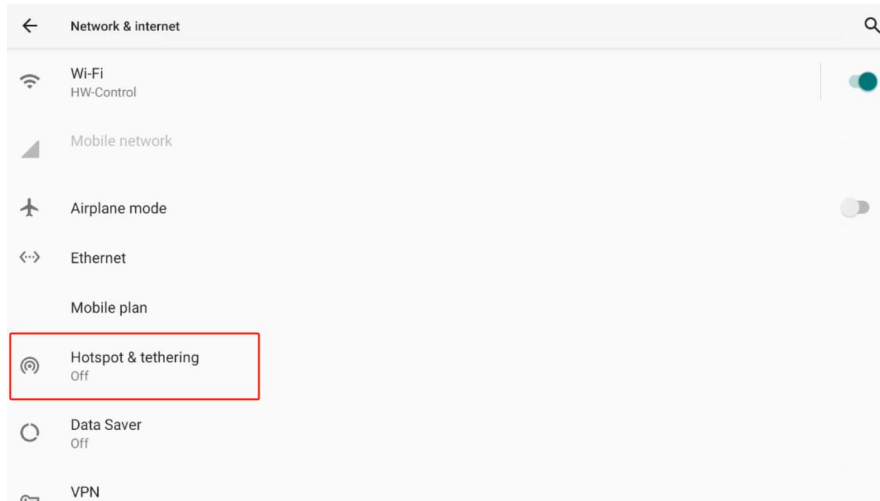 Network & internet
Wi-Fi
HW-Control
Mobile network
Airplane mode
Ethernet
Mobile plan
Hotspot & tethering
Off
Data Saver
Off
VPN